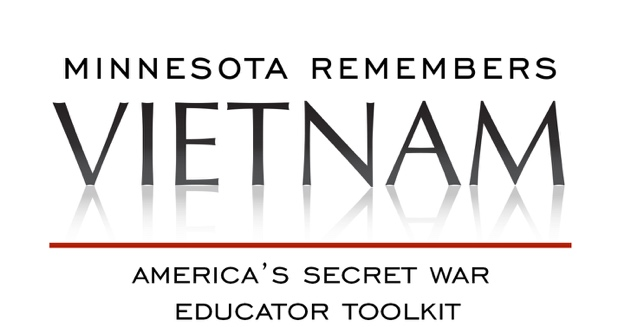 MINNESOTA REMEMBERS
VIETNAM
AMERICA'S SECRET WAR
EDUCATOR TOOLKIT